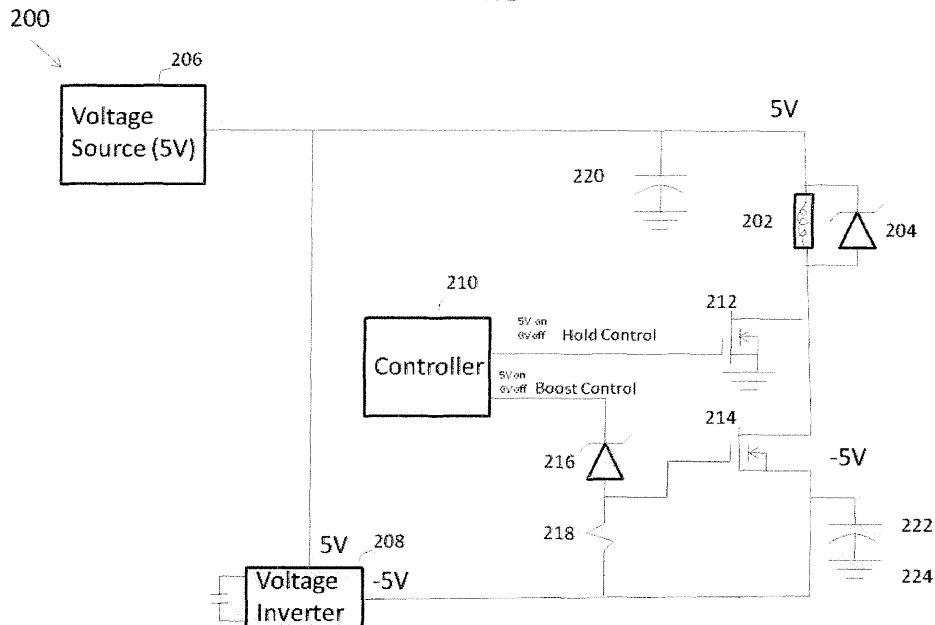 200
206
Voltage
Source (5V)
5V
220
202
204
210
212
5V on
0V off
Hold Control
Controller
5V on
0V off
Boost Control
214
216
-5V
218
222
5V
208
-5V
224
Voltage
Inverter